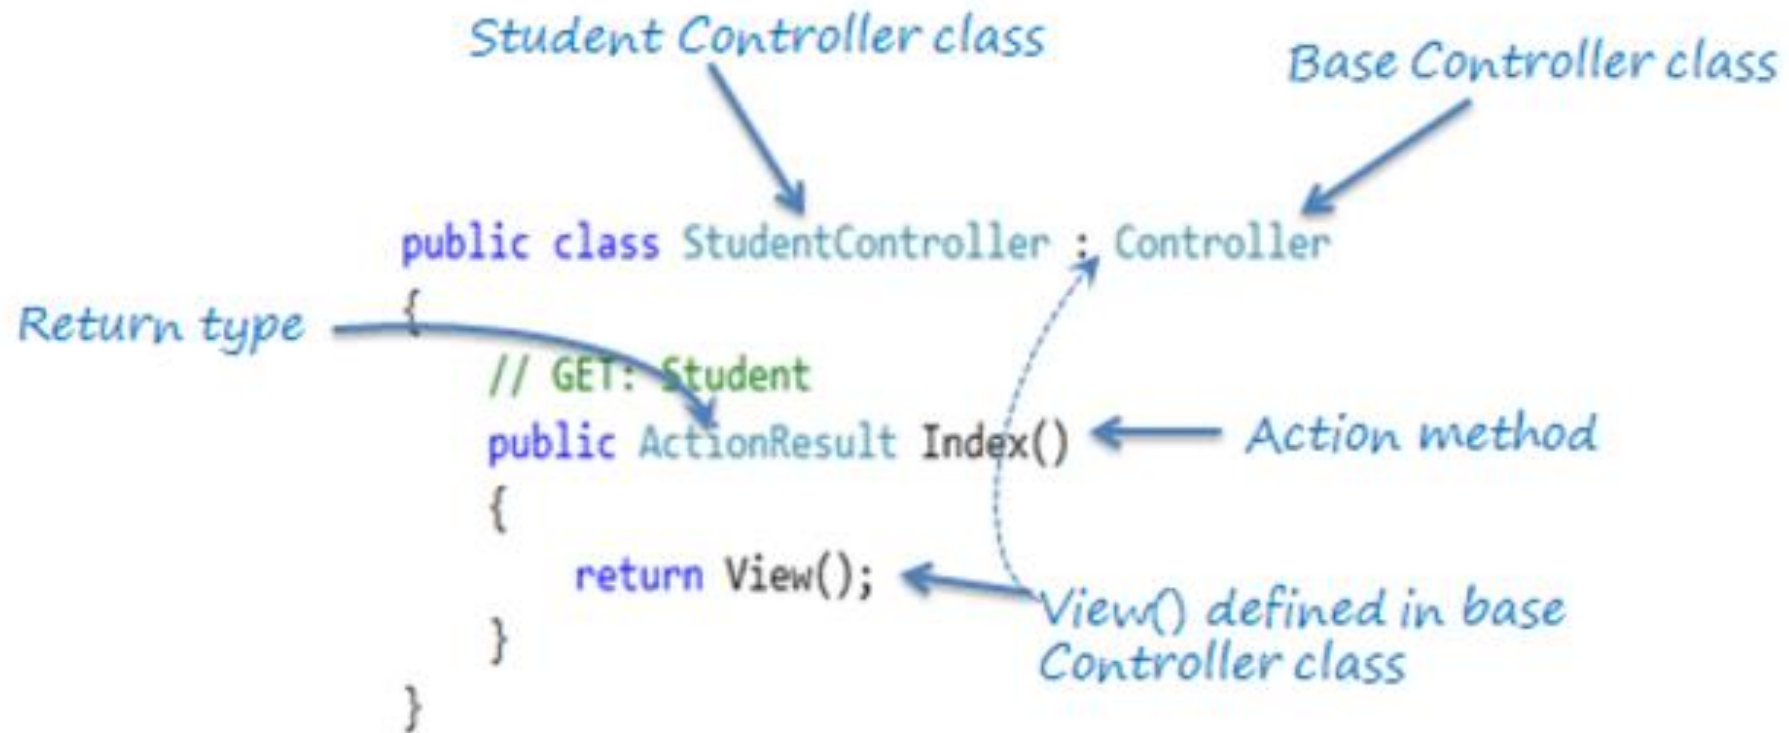 Student Controller class
Base Controller class
public class StudentController : Controller
{
Return type
// GET: Student
public ActionResult Index()
Action method
{
return View();
View() defined in base
Controller class
}
}